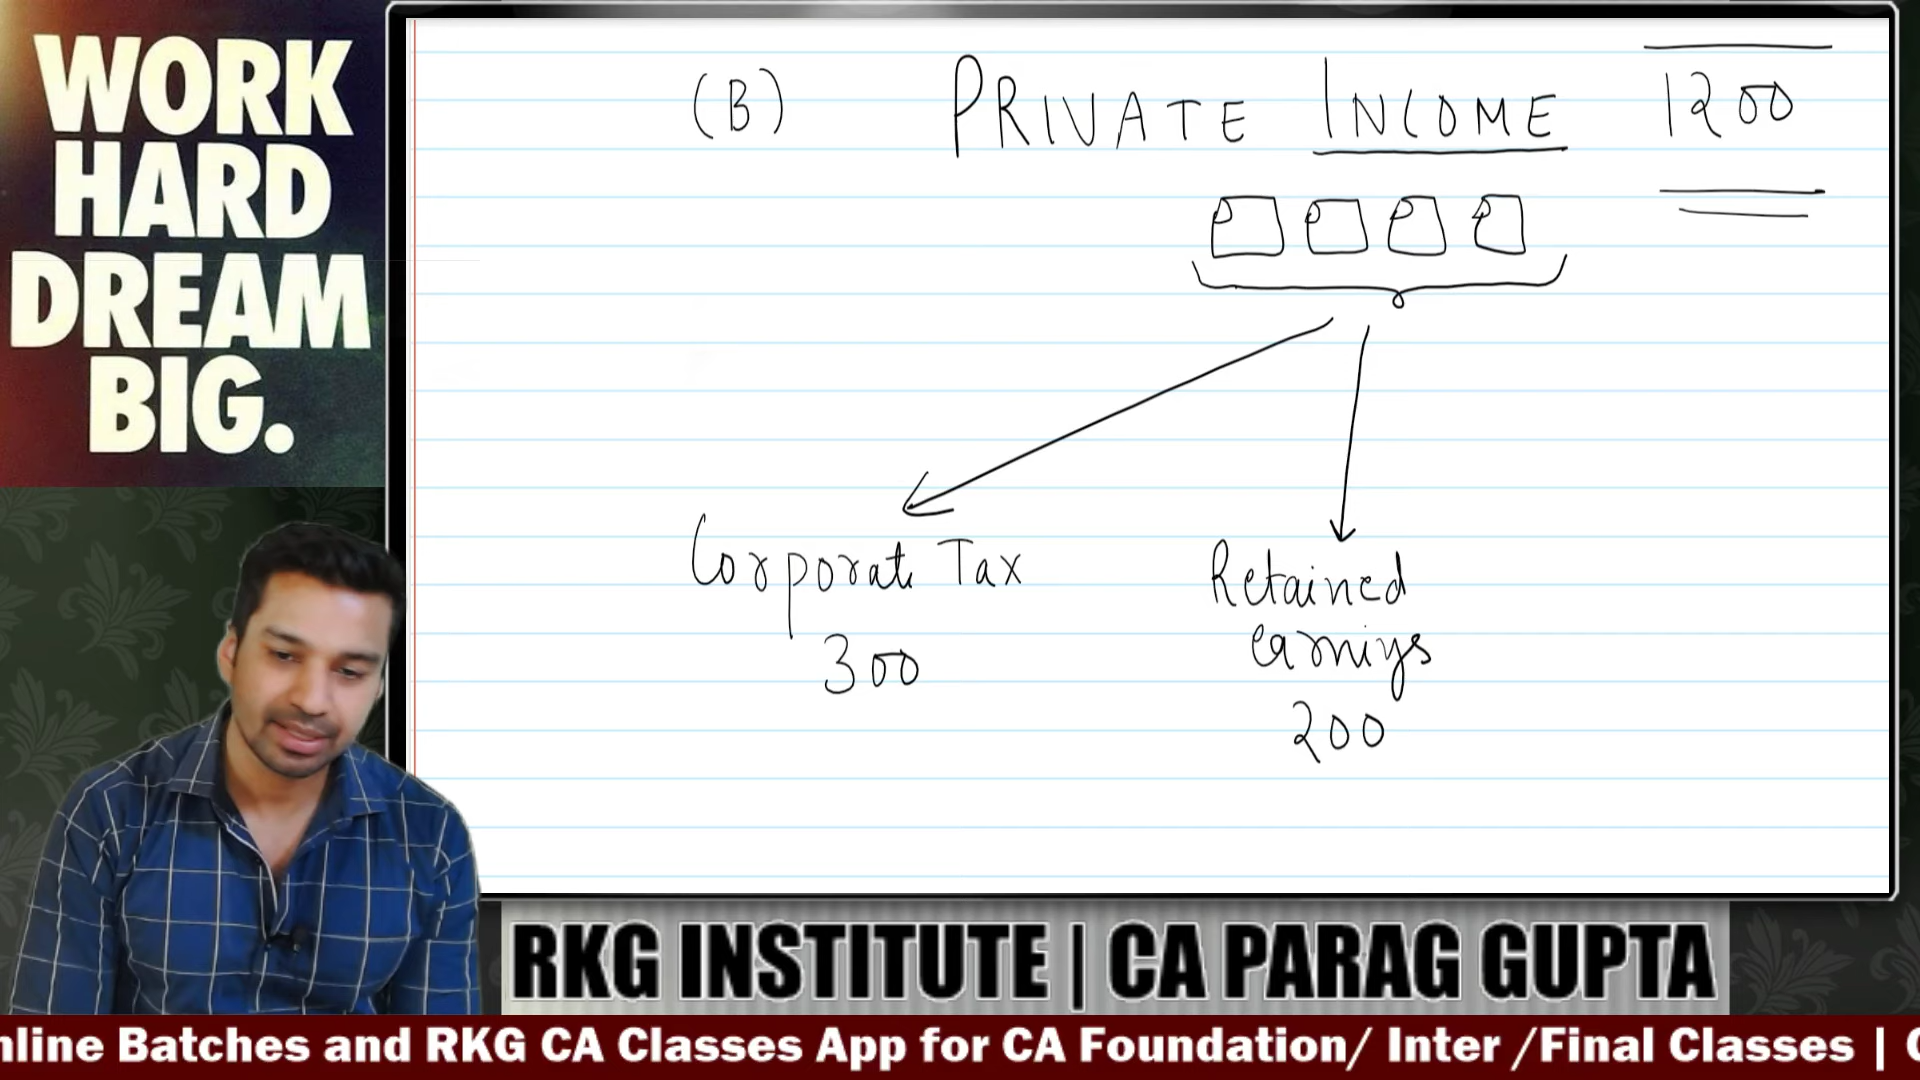 WORK
HARD
DREAM
BIG.
(B) PRIVATE INCOME 1200
Corporate Tax
300
Retained
earnings
200
RKG INSTITUTE | CA PARAG GUPTA
nline Batches and RKG CA Classes App for CA Foundation/ Inter /Final Classes |